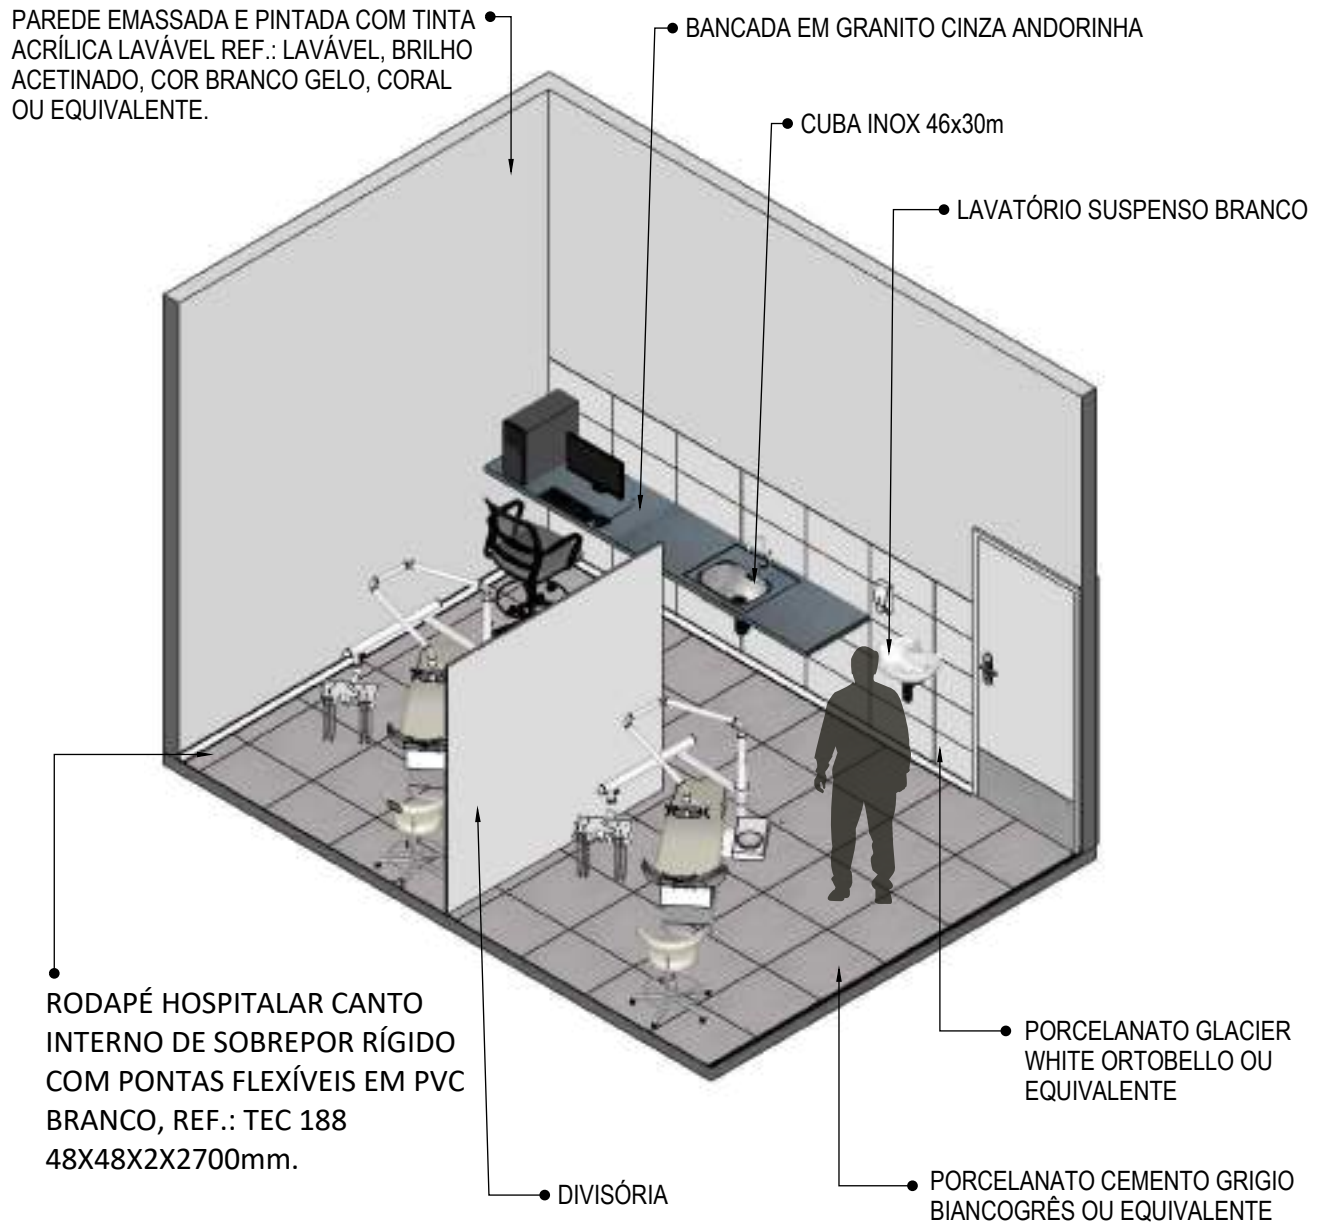 PAREDE EMASSADA E PINTADA COM TINTA
ACRÍLICA LAVÁVEL REF.: LAVÁVEL, BRILHO
ACETINADO, COR BRANCO GELO, CORAL
OU EQUIVALENTE.
BANCADA EM GRANITO CINZA ANDORINHA
CUBA INOX 46x30m
LAVATÓRIO SUSPENSO BRANCO
RODAPÉ HOSPITALAR CANTO
INTERNO DE SOBREPOR RÍGIDO
COM PONTAS FLEXÍVEIS EM PVC
BRANCO, REF.: TEC 188
48X48X2X2700mm.
DIVISÓRIA
PORCELANATO GLACIER
WHITE ORTOBELLO OU
EQUIVALENTE
PORCELANATO CEMENTO GRIGIO
BIANCOGRÊS OU EQUIVALENTE